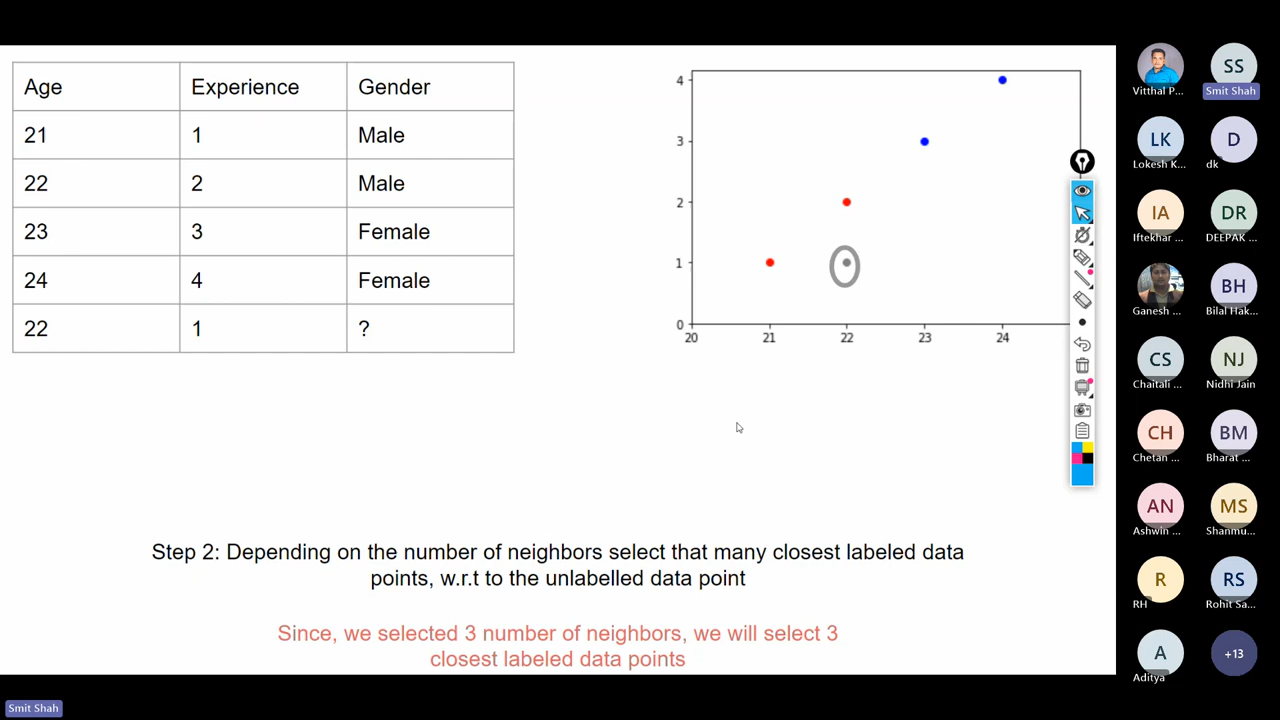 Age Experience Gender
21 1 Male
22 2 Male
23 3 Female
24 4 Female
22 1 ?
4
3
2
1
0
20 21 22 23 24
Step 2: Depending on the number of neighbors select that many closest labeled data
points, w.r.t to the unlabelled data point
Since, we selected 3 number of neighbors, we will select 3
closest labeled data points
SS
Vitthal P... Smit Shah
LK D
Lokesh K... dk
IA DR
Iftekhar ... DEEPAK ...
BH
Ganesh ... Bilal Hak...
CS NJ
Chaitali ... Nidhi Jain
CH BM
Chetan ... Bharat ...
AN MS
Ashwin ... Shanmu...
R RS
RH Rohit Sa...
A +13
Aditya
Smit Shah